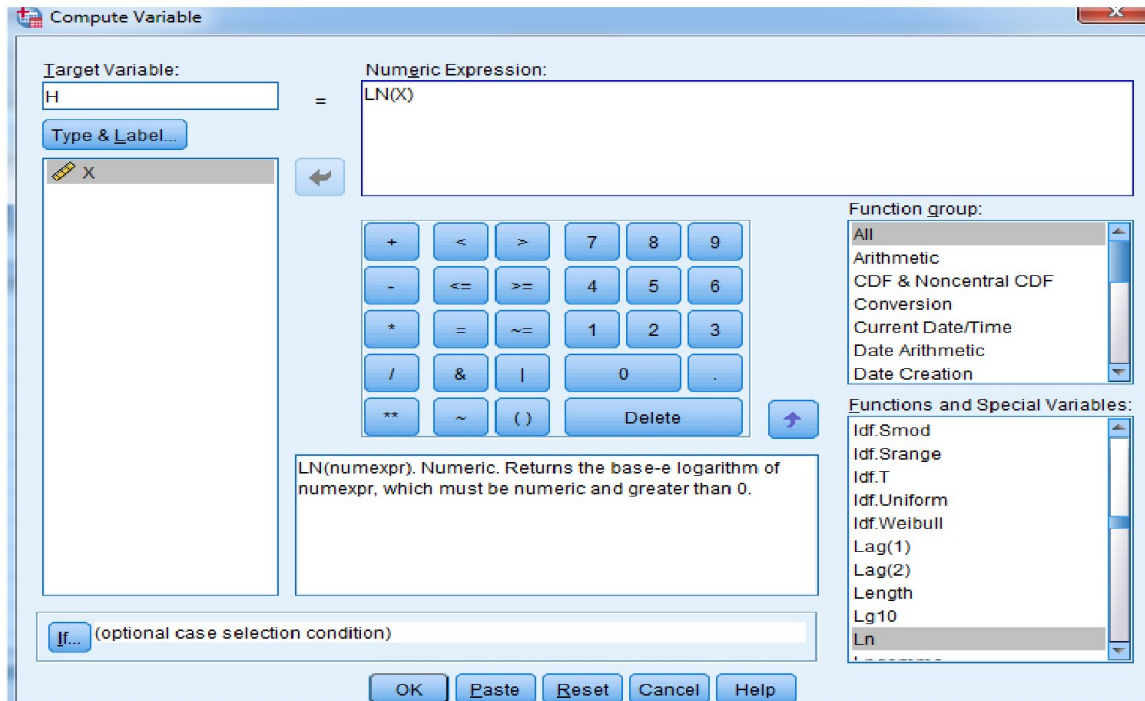 Compute Variable
Target Variable:
H
=
Numeric Expression:
LN(X)
Type & Label...
X
+ < > 7 8 9
- <= >= 4 5 6
* = ~= 1 2 3
/ & | 0 .
** ~ ( ) Delete
LN(numexpr). Numeric. Returns the base-e logarithm of
numexpr, which must be numeric and greater than 0.
Function group:
All
Arithmetic
CDF & Noncentral CDF
Conversion
Current Date/Time
Date Arithmetic
Date Creation
Functions and Special Variables:
Idf.Smod
Idf.Srange
Idf.T
Idf.Uniform
Idf.Weibull
Lag(1)
Lag(2)
Length
Lg10
Ln
If... (optional case selection condition)
OK Paste Reset Cancel Help